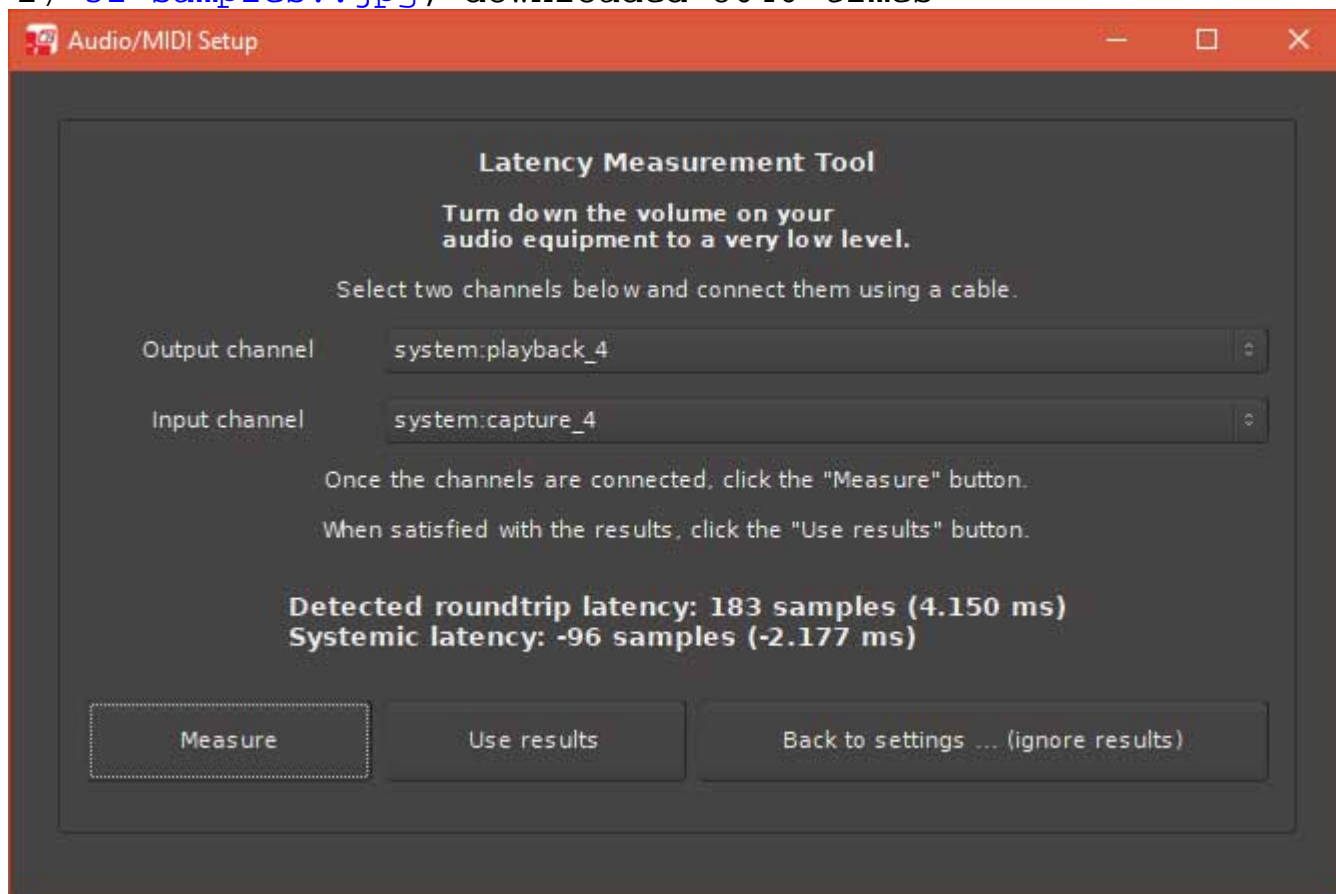 Audio/MIDI Setup
Latency Measurement Tool
Turn down the volume on your
audio equipment to a very low level.
Select two channels below and connect them using a cable.
Output channel system:playback_4
Input channel system:capture_4
Once the channels are connected, click the "Measure" button.
When satisfied with the results, click the "Use results" button.
Detected roundtrip latency: 183 samples (4.150 ms)
Systemic latency: -96 samples (-2.177 ms)
Measure Use results Back to settings ... (ignore results)